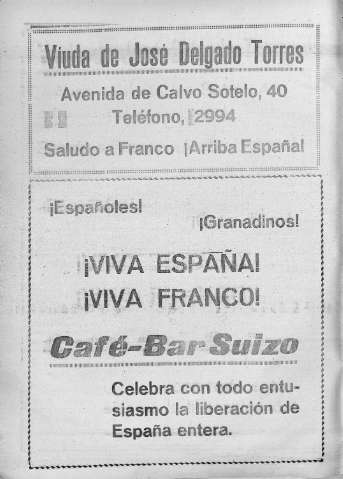 Viuda de José Delgado Torres
Avenida de Calvo Sotelo, 40
Teléfono, 2994
Saludo a Franco ¡Arriba España!
¡Españoles!
¡Granadinos!
¡VIVA ESPAÑA!
¡VIVA FRANCO!
Café-Bar Suizo
Celebra con todo entu-
siasmo la liberación de
España entera.